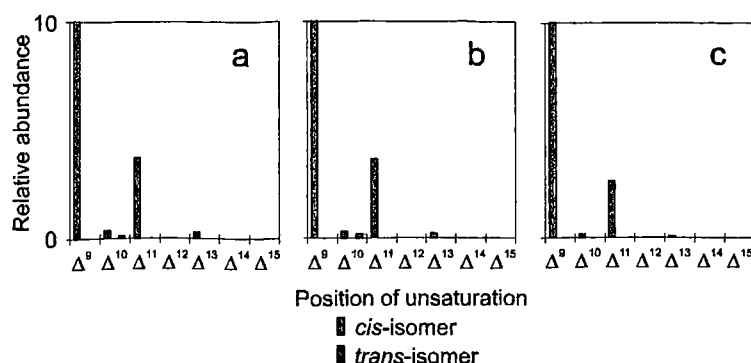 Relative abundance
10
0
a
b
c
Δ⁹ Δ¹⁰ Δ¹¹ Δ¹² Δ¹³ Δ¹⁴ Δ¹⁵
Δ⁹ Δ¹⁰ Δ¹¹ Δ¹² Δ¹³ Δ¹⁴ Δ¹⁵
Δ⁹ Δ¹⁰ Δ¹¹ Δ¹² Δ¹³ Δ¹⁴ Δ¹⁵
Position of unsaturation
cis-isomer
trans-isomer